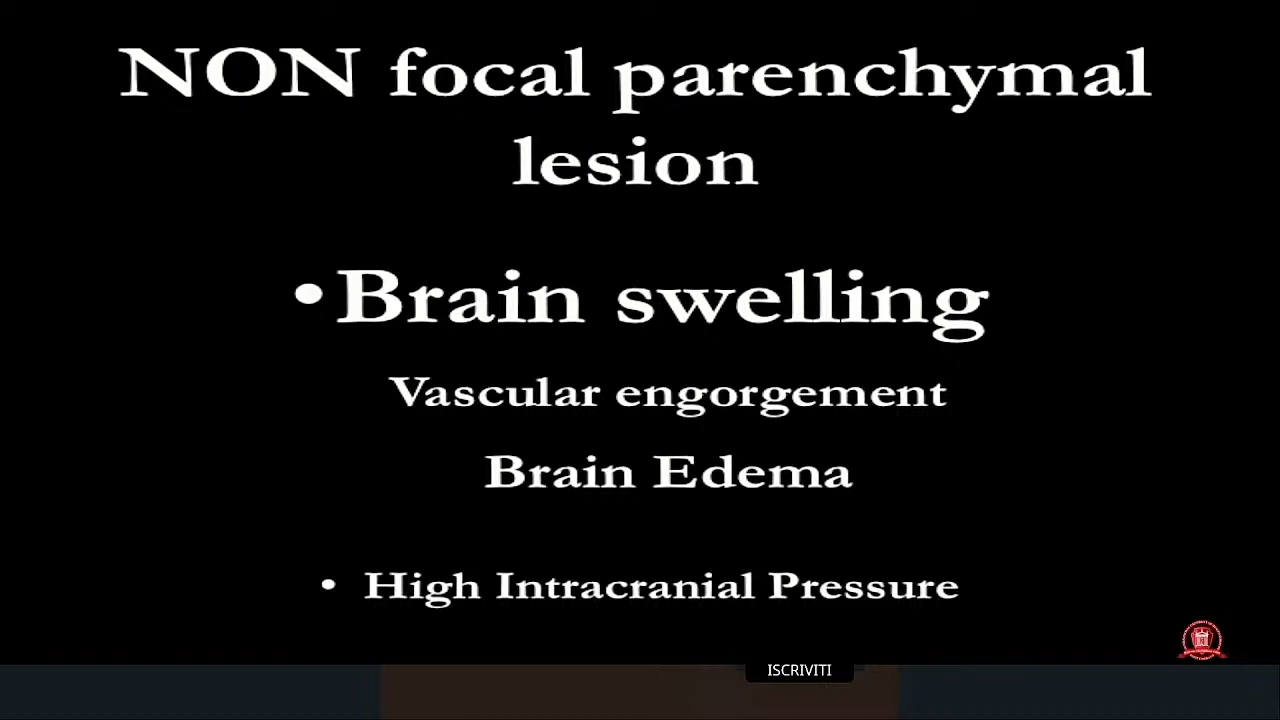 NON focal parenchymal
lesion
•Brain swelling
Vascular engorgement
Brain Edema
• High Intracranial Pressure
ISCRIVITI